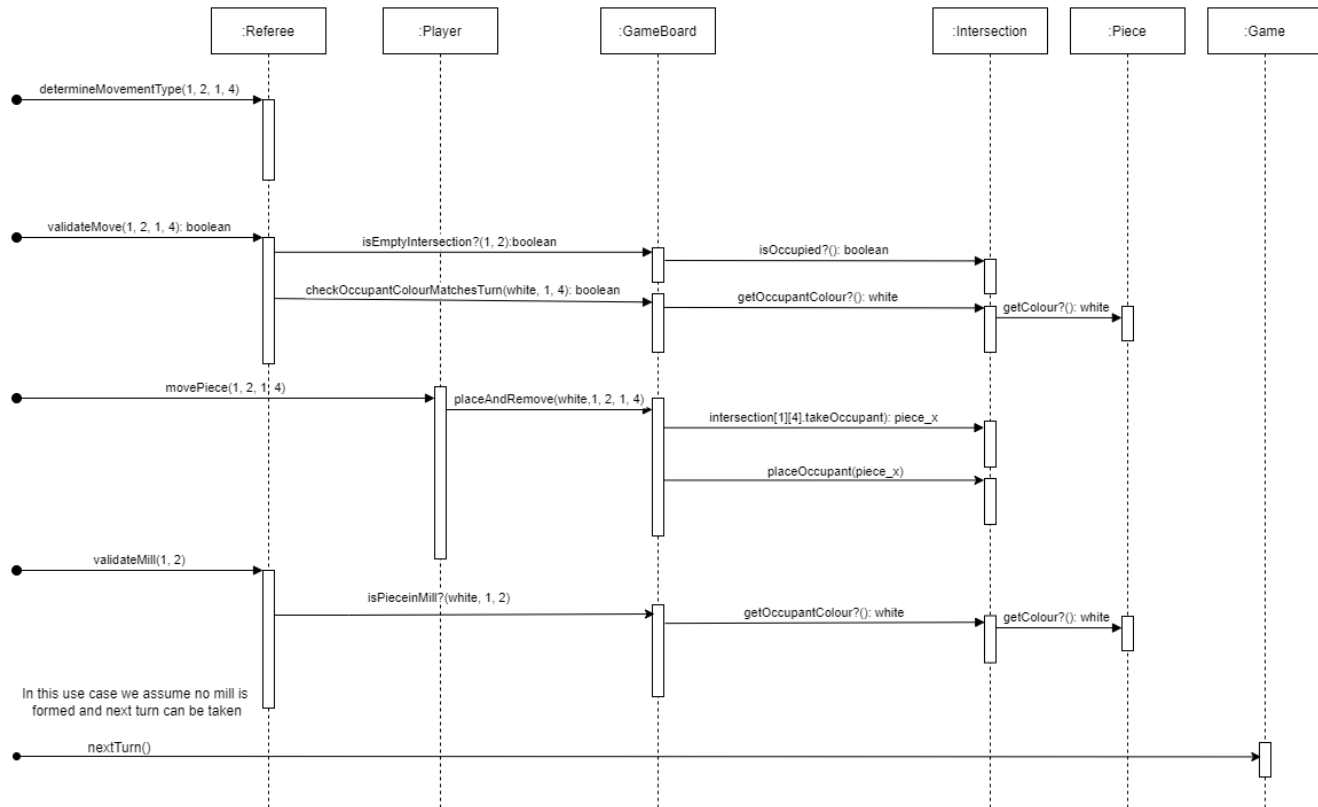 :Referee
:Player
:GameBoard
:Intersection
:Piece
:Game
determineMovementType(1, 2, 1, 4)
validateMove(1, 2, 1, 4): boolean
isEmptyIntersection?(1, 2):boolean
isOccupied?(): boolean
checkOccupantColourMatchesTurn(white, 1, 4): boolean
getOccupantColour?(): white
getColour?(): white
movePiece(1, 2, 1, 4)
placeAndRemove(white,1, 2, 1, 4)
intersection[1][4].takeOccupant): piece_x
placeOccupant(piece_x)
validateMill(1, 2)
isPieceinMill?(white, 1, 2)
getOccupantColour?(): white
getColour?(): white
In this use case we assume no mill is
formed and next turn can be taken
nextTurn()